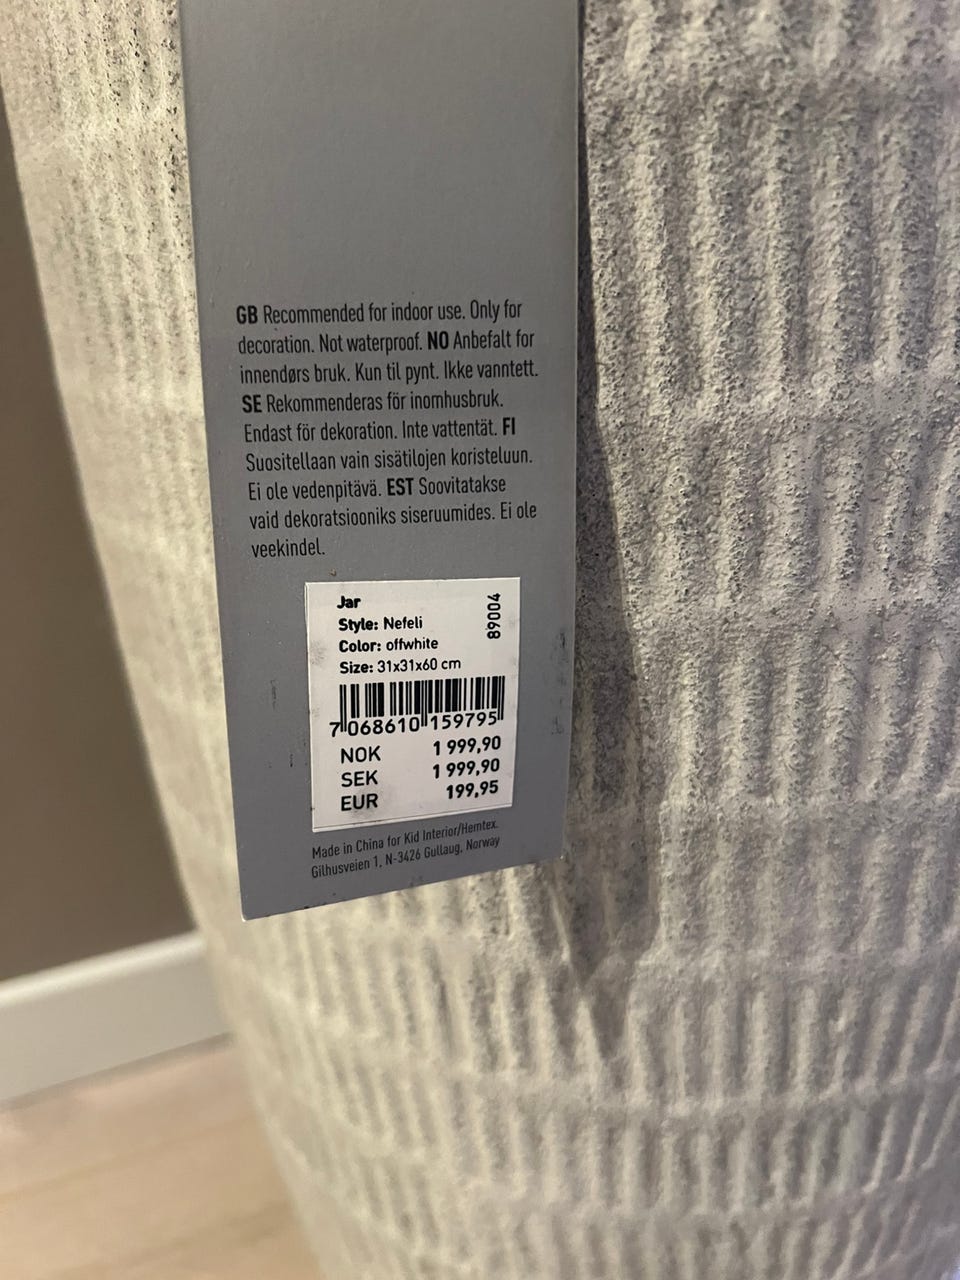 GB Recommended for indoor use. Only for
decoration. Not waterproof. NO Anbefalt for
innendørs bruk. Kun til pynt. Ikke vanntett.
SE Rekommenderas för inomhusbruk.
Endast för dekoration. Inte vattentät. FI
Suositellaan vain sisätilojen koristeluun.
Ei ole vedenpitävä. EST Soovitatakse
vaid dekoratsiooniks siseruumides. Ei ole
veekindel.
Jar
Style: Nefeli
Color: offwhite
Size: 31x31x60 cm
89004
7 068610 159795
NOK 1 999,90
SEK 1 999,90
EUR 199,95
Made in China for Kid Interior/Hemtex.
Gilhusveien 1, N-3426 Gullaug, Norway